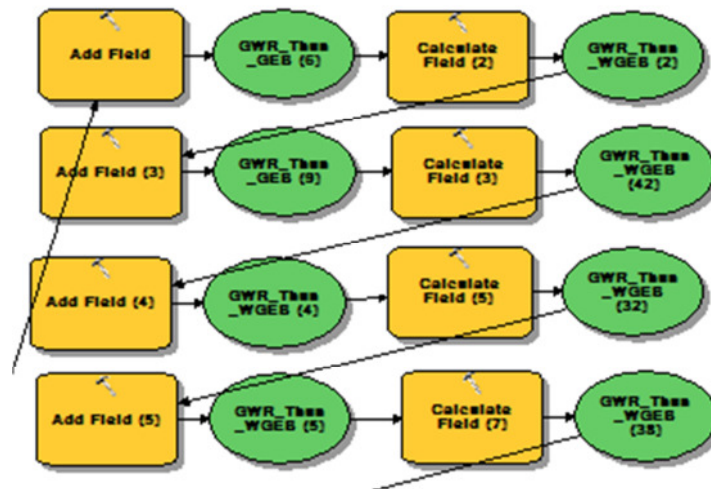 Add Field
GWR_Thun
_GEB (6)
Calculate
Field (2)
GWR_Thun
_WGEB (2)
Add Field (3)
GWR_Thun
_GEB (9)
Calculate
Field (3)
GWR_Thun
_WGEB
(42)
Add Field (4)
GWR_Thun
_WGEB (4)
Calculate
Field (5)
GWR_Thun
_WGEB
(32)
Add Field (5)
GWR_Thun
_WGEB (5)
Calculate
Field (7)
GWR_Thun
_WGEB
(38)